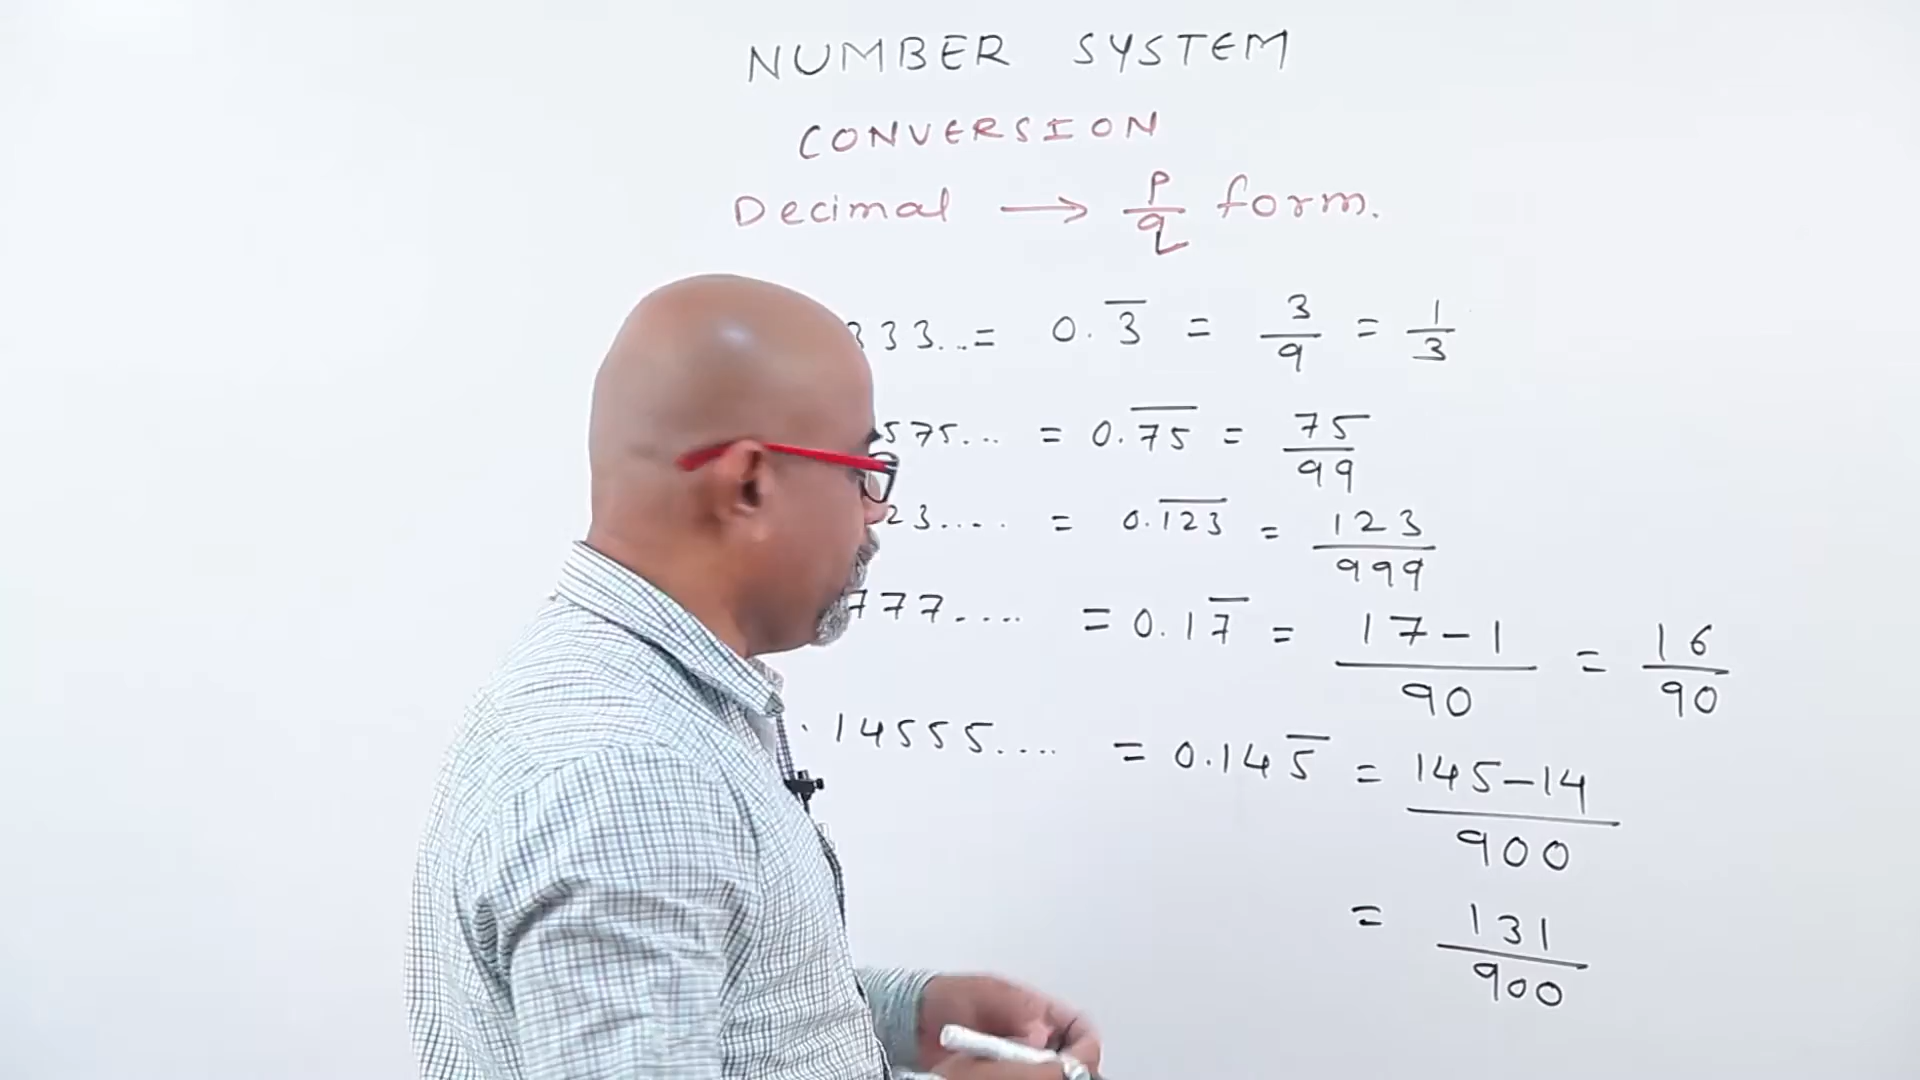 NUMBER SYSTEM
CONVERSION
Decimal → p/q form.
333...= 0.3̅ = 3/9 = 1/3
575... = 0.7̅5̅ = 75/99
23.... = 0.1̅2̅3̅ = 123/999
777.... = 0.17̅ = 17-1/90 = 16/90
.14555.... = 0.145̅ = 145-14/900
= 131/900